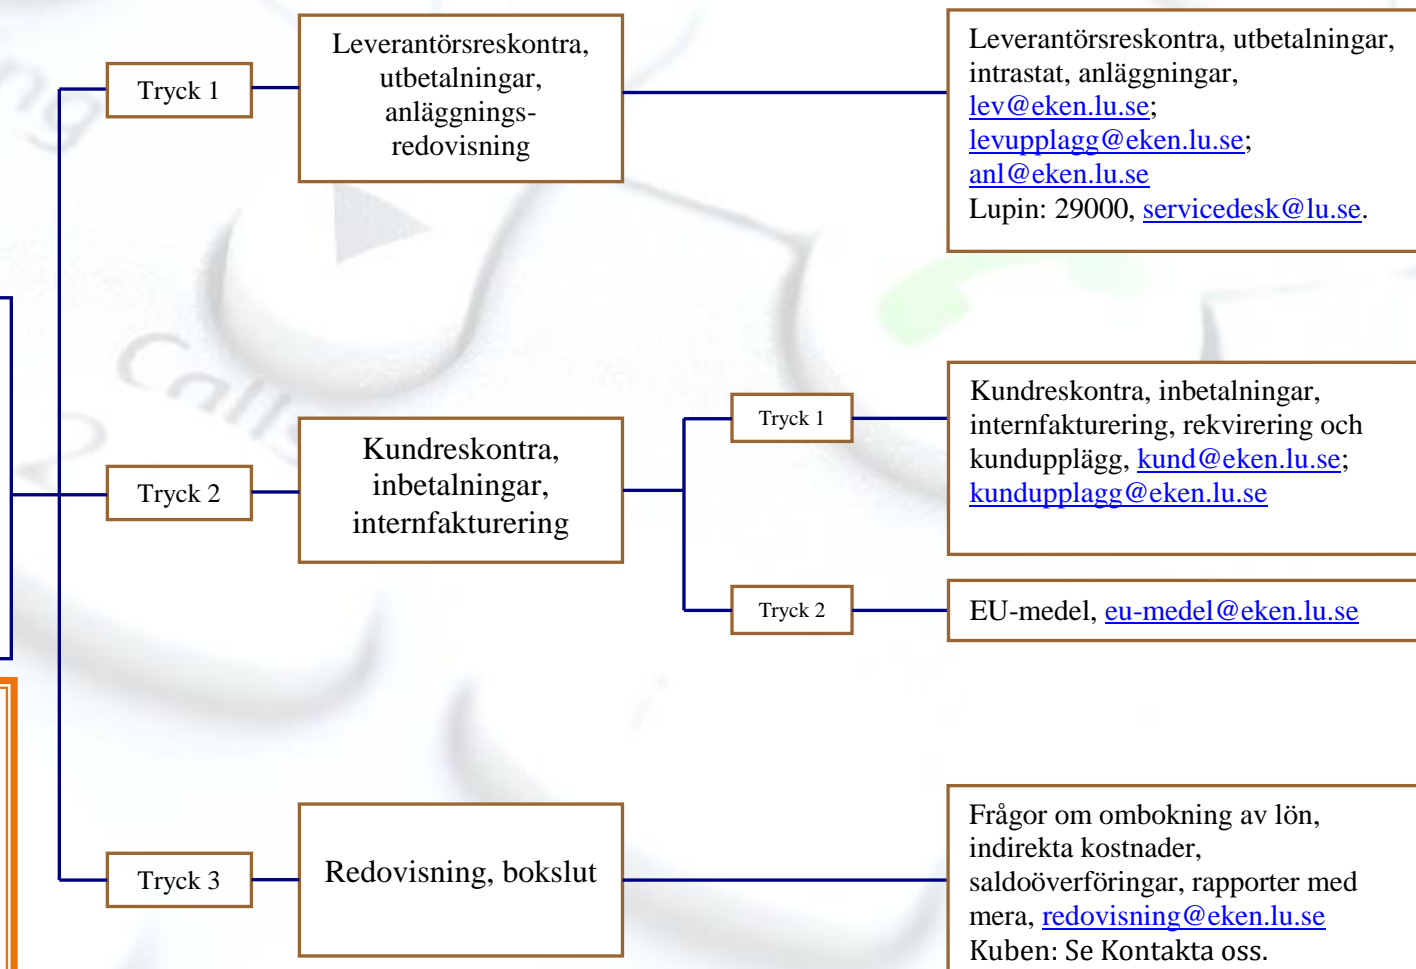 Tryck 1
Leverantörsreskontra,
utbetalningar,
anläggnings-
redovisning
Leverantörsreskontra, utbetalningar,
intrastat, anläggningar,
lev@eken.lu.se;
levupplagg@eken.lu.se;
anl@eken.lu.se
Lupin: 29000, servicedesk@lu.se.
Calls
2
Tryck 2
Kundreskontra,
inbetalningar,
internfakturering
Tryck 1
Kundreskontra, inbetalningar,
internfakturering, rekvirering och
kundupplägg, kund@eken.lu.se;
kundupplagg@eken.lu.se
Tryck 2
EU-medel, eu-medel@eken.lu.se
Tryck 3
Redovisning, bokslut
Frågor om ombokning av lön,
indirekta kostnader,
saldoöverföringar, rapporter med
mera, redovisning@eken.lu.se
Kuben: Se Kontakta oss.